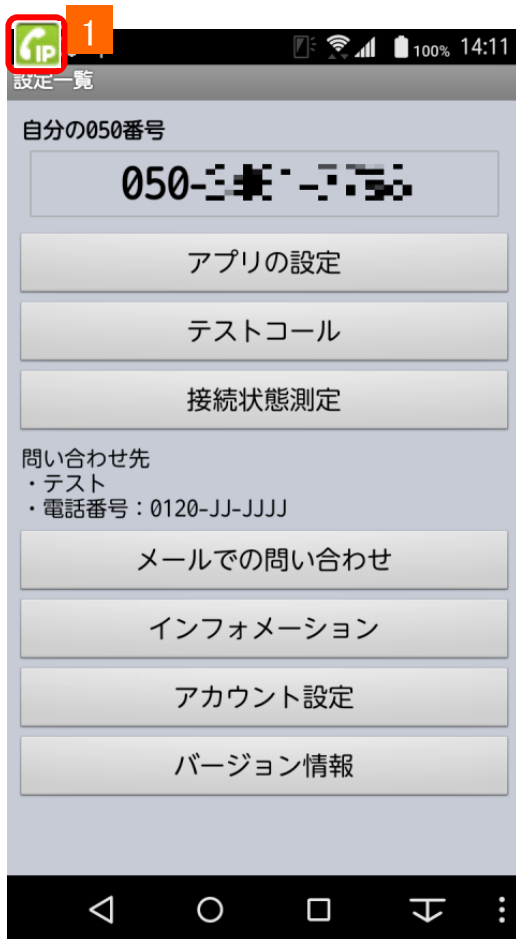 IP
1
100% 14:11
設定一覧
自分の050番号
050-
アプリの設定
テストコール
接続状態測定
問い合わせ先
・テスト
・電話番号：0120-JJ-JJJJ
メールでの問い合わせ
インフォメーション
アカウント設定
バージョン情報